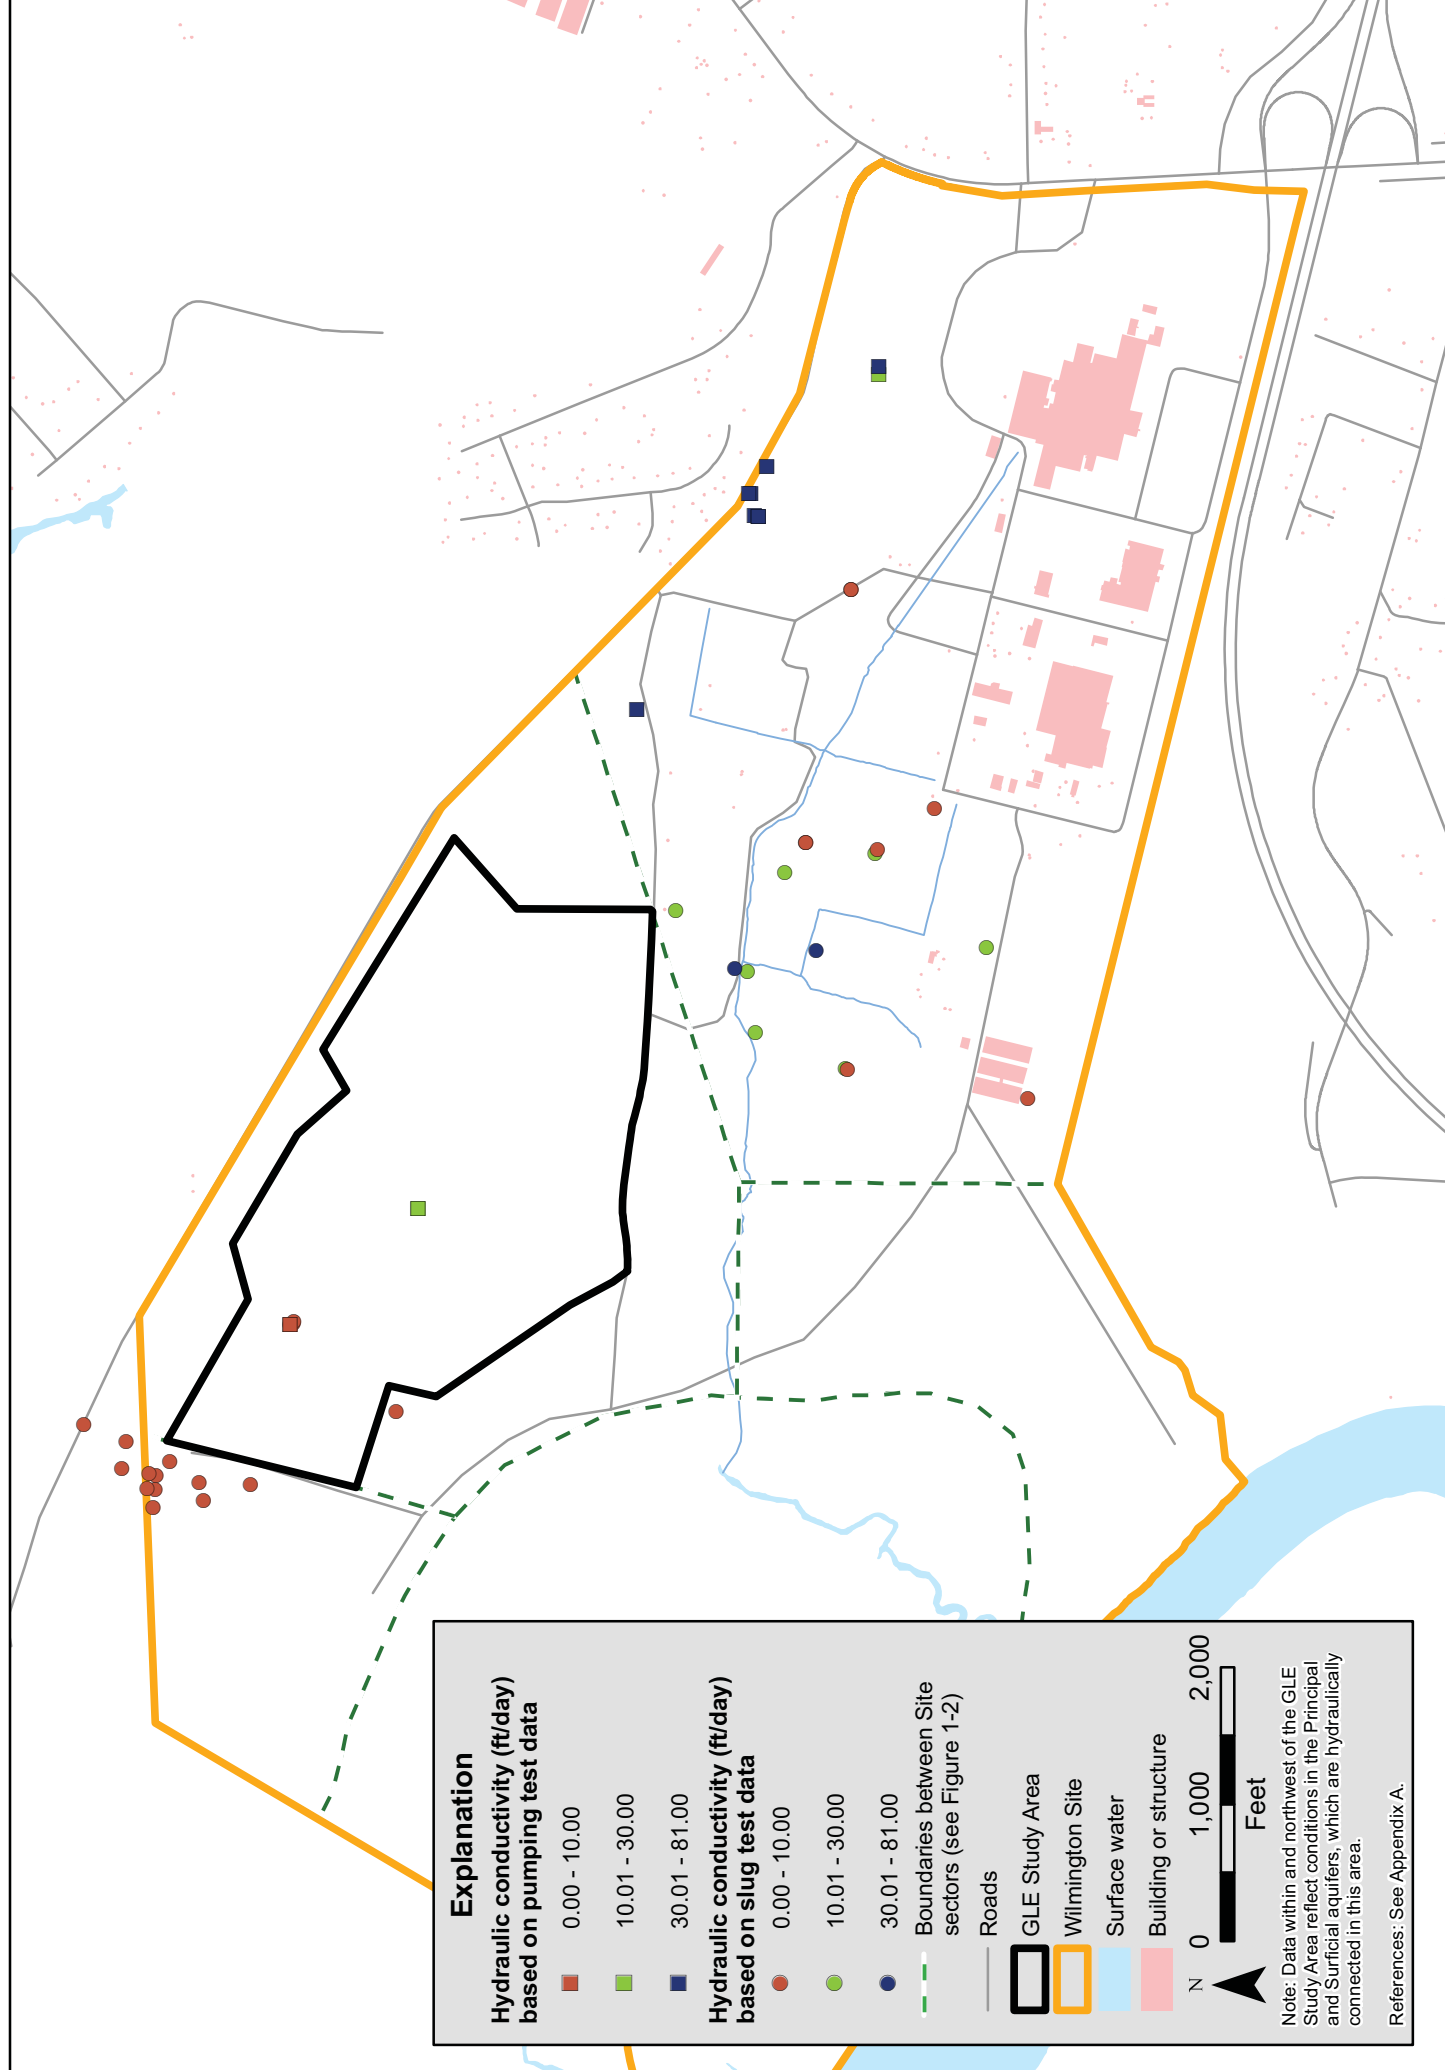 Explanation
Hydraulic conductivity (ft/day)
based on pumping test data
0.00 - 10.00
10.01 - 30.00
30.01 - 81.00
Hydraulic conductivity (ft/day)
based on slug test data
0.00 - 10.00
10.01 - 30.00
30.01 - 81.00
Boundaries between Site
sectors (see Figure 1-2)
Roads
GLE Study Area
Wilmington Site
Surface water
Building or structure
N
0 1,000 2,000
Feet
Note: Data within and northwest of the GLE
Study Area reflect conditions in the Principal
and Surficial aquifers, which are hydraulically
connected in this area.
References: See Appendix A.